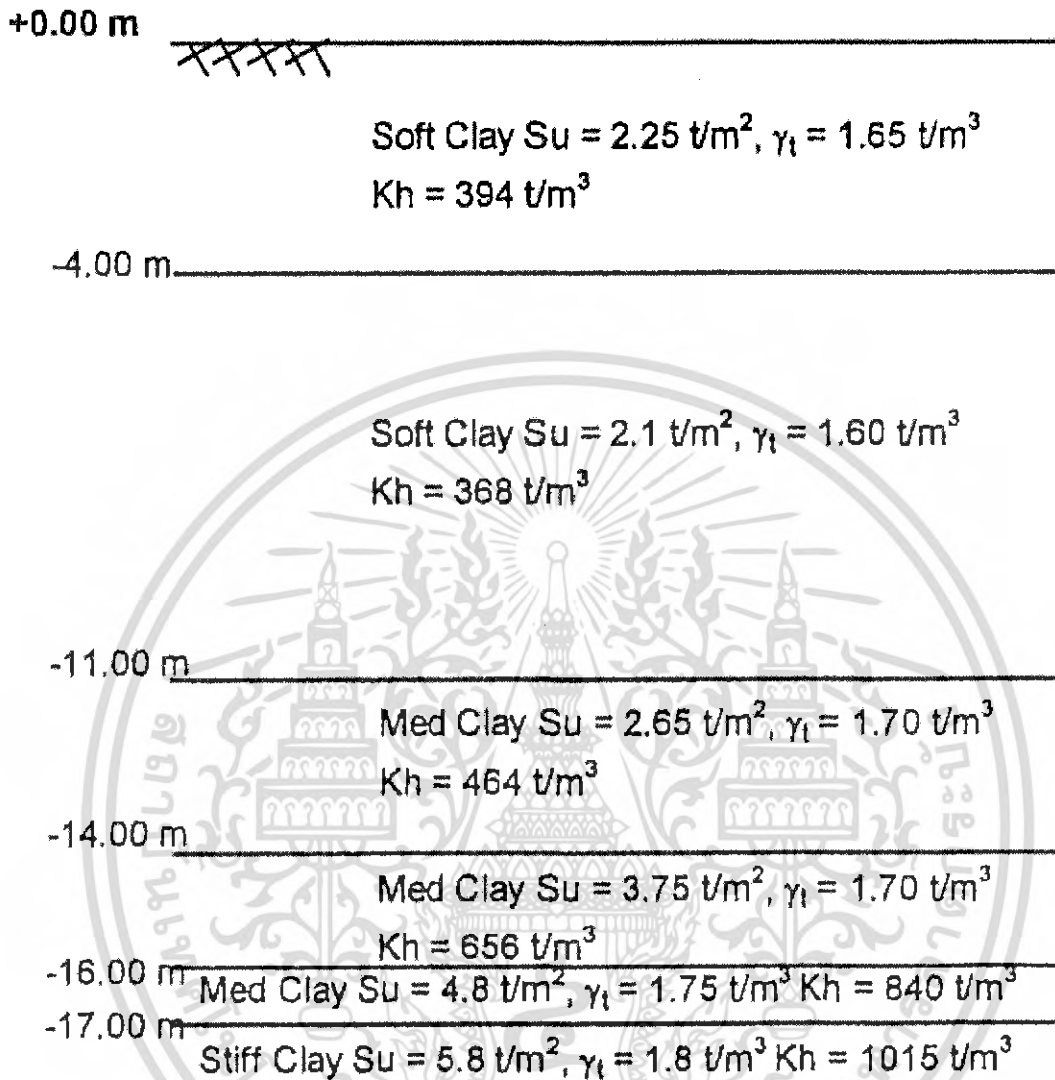 +0.00 m
Soft Clay Su = 2.25 t/m², γt = 1.65 t/m³
Kh = 394 t/m³
-4.00 m
Soft Clay Su = 2.1 t/m², γt = 1.60 t/m³
Kh = 368 t/m³
-11.00 m
Med Clay Su = 2.65 t/m², γt = 1.70 t/m³
Kh = 464 t/m³
-14.00 m
Med Clay Su = 3.75 t/m², γt = 1.70 t/m³
Kh = 656 t/m³
-16.00 m
Med Clay Su = 4.8 t/m², γt = 1.75 t/m³ Kh = 840 t/m³
-17.00 m
Stiff Clay Su = 5.8 t/m², γt = 1.8 t/m³ Kh = 1015 t/m³